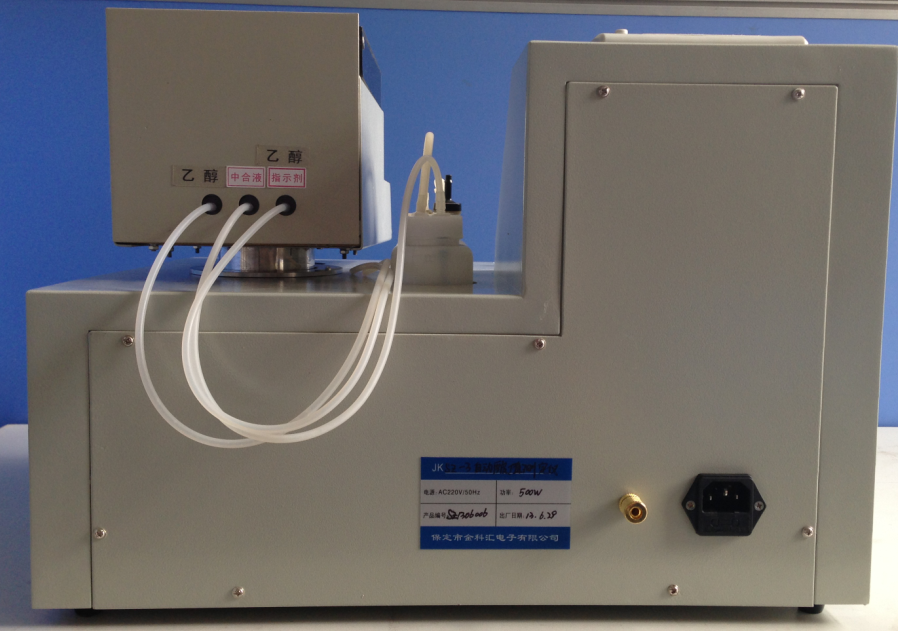 乙 醇
乙 醇 中合液 指示剂
JK
电源:AC220V/50Hz 功率: 500W
产品编号 出厂日期: 6.28
保定市金科汇电子有限公司